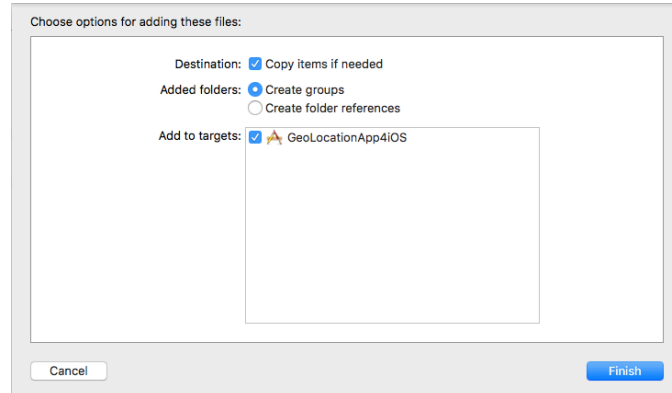 Choose options for adding these files:
Destination: Copy items if needed
Added folders: Create groups
Create folder references
Add to targets: GeoLocationApp4iOS
Cancel Finish